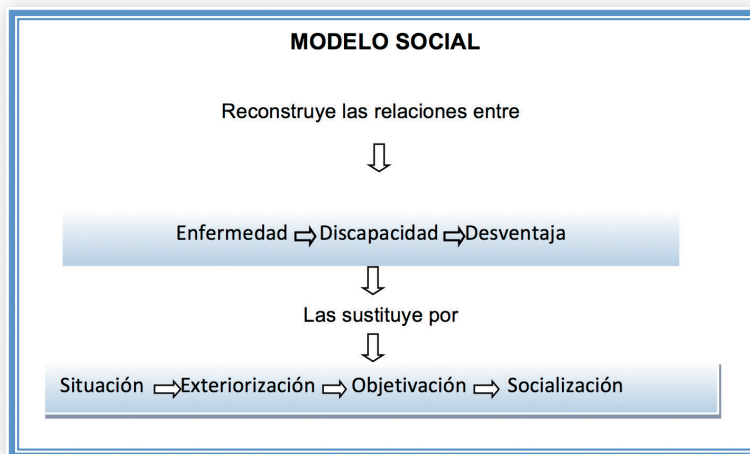 MODELO SOCIAL
Reconstruye las relaciones entre
Enfermedad Discapacidad Desventaja
Las sustituye por
Situación Exteriorización Objetivación Socialización